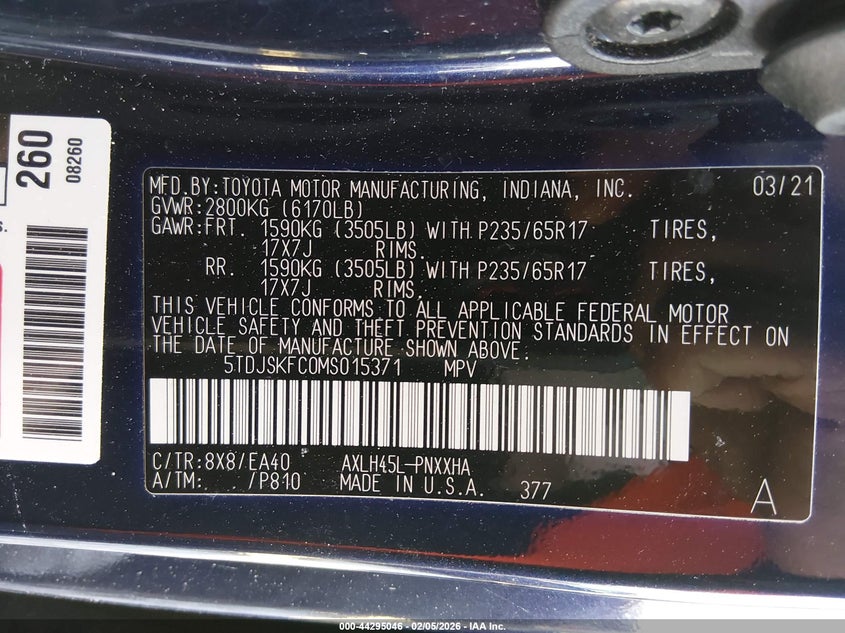 260
08260
s.
MFD.BY:TOYOTA MOTOR MANUFACTURING, INDIANA, INC. 03/21
GVWR:2800KG (6170LB)
GAWR:FRT. 1590KG (3505LB) WITH P235/65R17 TIRES,
17X7J RIMS.
RR. 1590KG (3505LB) WITH P235/65R17 TIRES,
17X7J RIMS.
THIS VEHICLE CONFORMS TO ALL APPLICABLE FEDERAL MOTOR
VEHICLE SAFETY AND THEFT PREVENTION STANDARDS IN EFFECT ON
THE DATE OF MANUFACTURE SHOWN ABOVE.
5TDJSKFC0MS015371 MPV
C/TR:8X8/EA40 AXLH45L-PNXXHA
A/TM: /P810 MADE IN U.S.A. 377
A
000-44295046 - 02/05/2026 - IAA Inc.